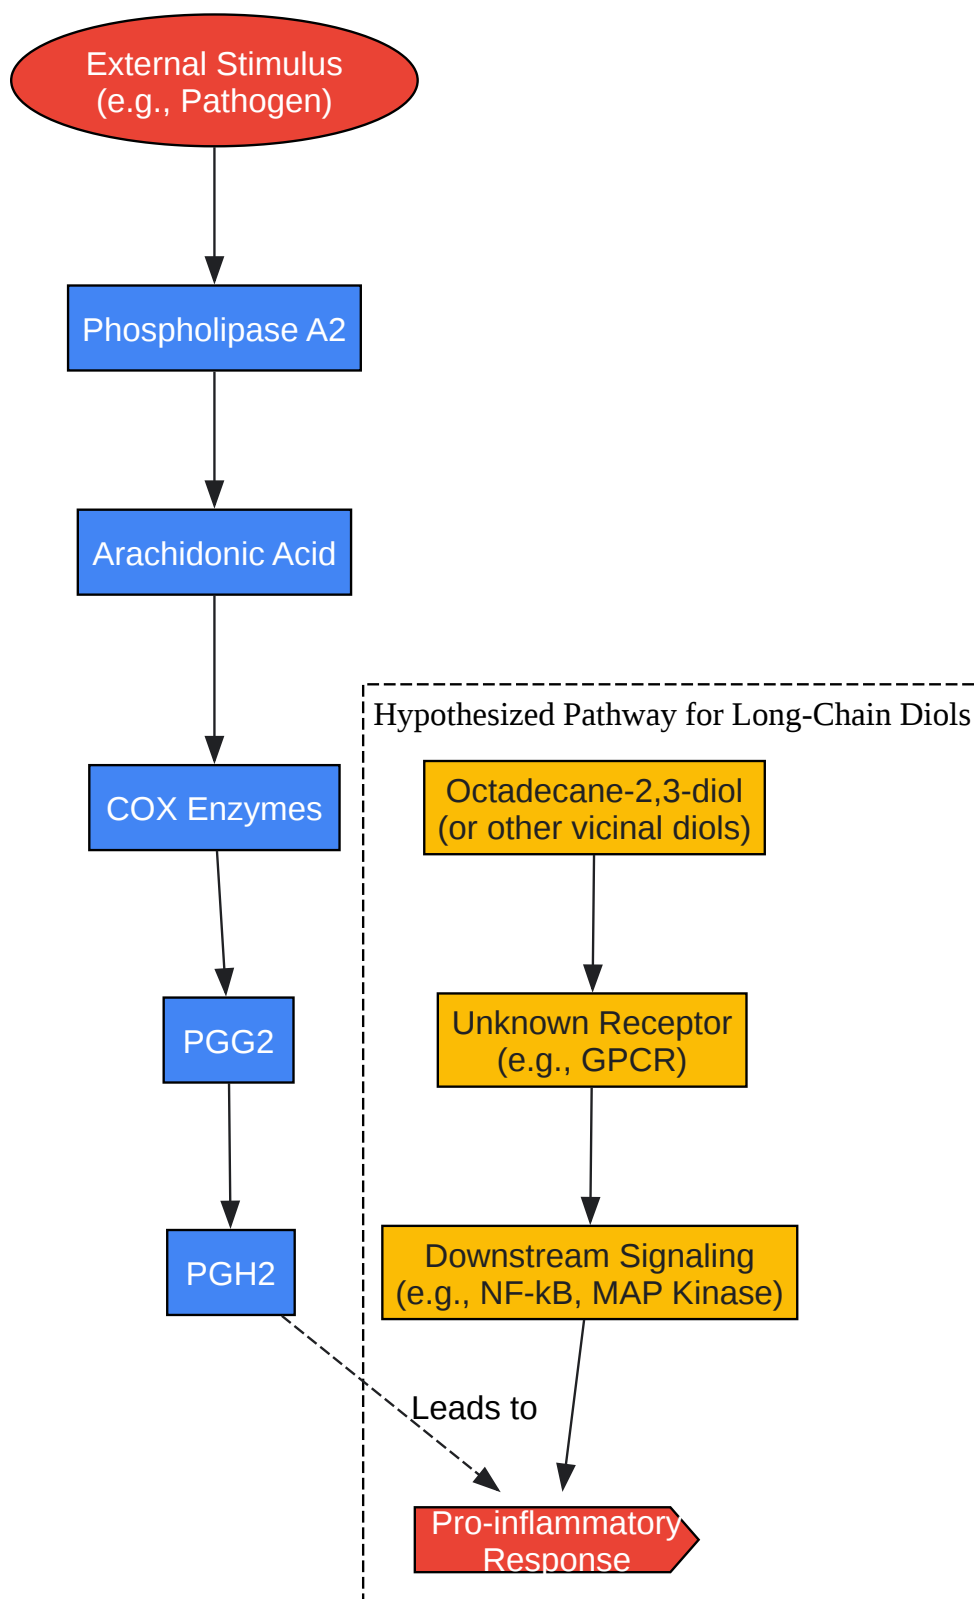 External Stimulus
(e.g., Pathogen)
Phospholipase A2
Arachidonic Acid
COX Enzymes
PGG2
PGH2
Hypothesized Pathway for Long-Chain Diols
Octadecane-2,3-diol
(or other vicinal diols)
Unknown Receptor
(e.g., GPCR)
Downstream Signaling
(e.g., NF-kB, MAP Kinase)
Leads to
Pro-inflammatory
Response